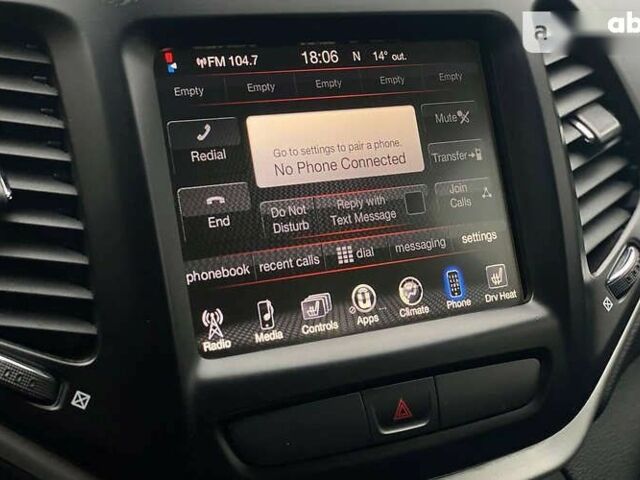 FM 104.7 18:06 N 14° out.
Empty Empty Empty Empty Empty
Redial
Go to settings to pair a phone.
No Phone Connected
Mute
Transfer
End
Do Not Disturb
Reply with Text Message
Join Calls
phonebook recent calls dial messaging settings
Radio Media Controls Apps Climate Phone Drv Heat
a